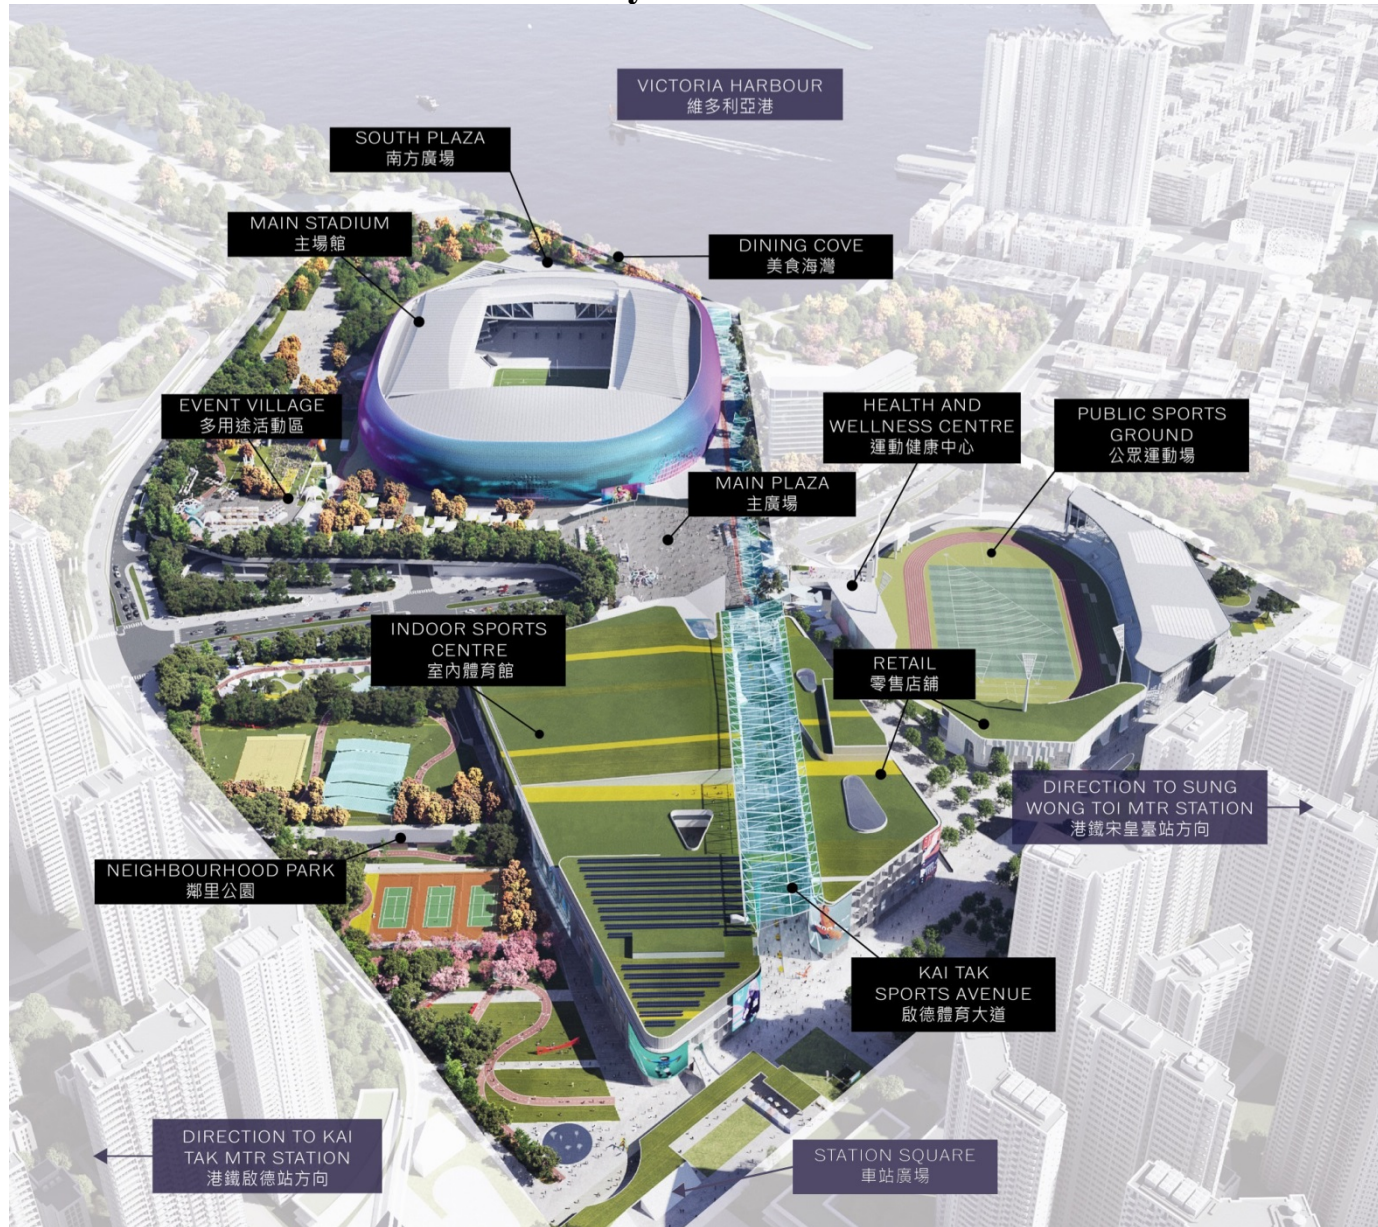 VICTORIA HARBOUR
維多利亞港
SOUTH PLAZA
南方廣場
MAIN STADIUM
主場館
DINING COVE
美食海灣
EVENT VILLAGE
多用途活動區
HEALTH AND
WELLNESS CENTRE
運動健康中心
PUBLIC SPORTS
GROUND
公眾運動場
MAIN PLAZA
主廣場
INDOOR SPORTS
CENTRE
室內體育館
RETAIL
零售店舖
DIRECTION TO SUNG
WONG TOI MTR STATION
港鐵宋皇臺站方向
NEIGHBOURHOOD PARK
鄰里公園
KAI TAK
SPORTS AVENUE
啟德體育大道
DIRECTION TO KAI
TAK MTR STATION
港鐵啟德站方向
STATION SQUARE
車站廣場